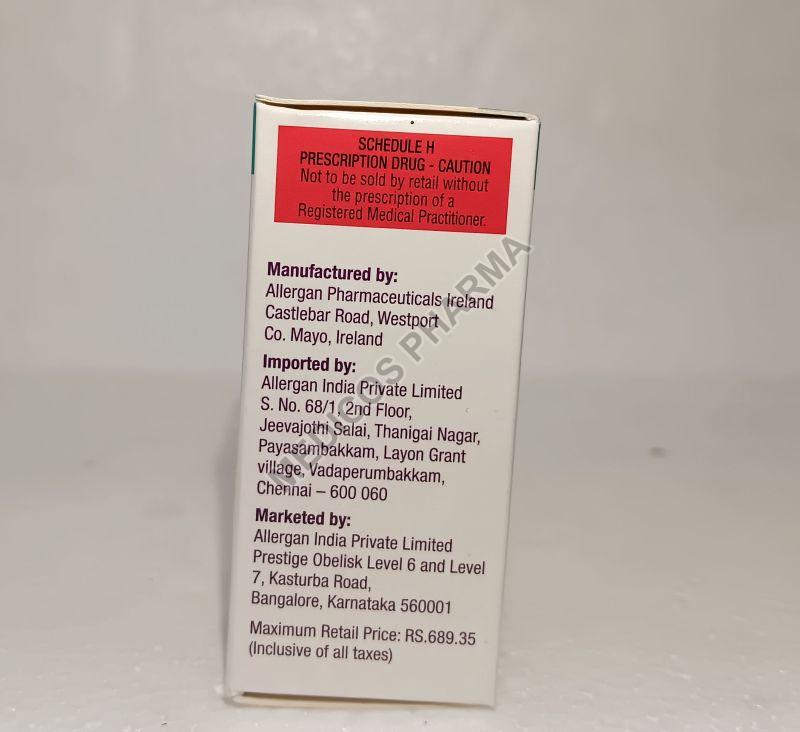 SCHEDULE H
PRESCRIPTION DRUG - CAUTION
Not to be sold by retail without
the prescription of a
Registered Medical Practitioner.
Manufactured by:
Allergan Pharmaceuticals Ireland
Castlebar Road, Westport
Co. Mayo, Ireland
Imported by:
Allergan India Private Limited
S. No. 68/1, 2nd Floor,
Jeevajothi Salai, Thanigai Nagar,
Payasambakkam, Layon Grant
village, Vadaperumbakkam,
Chennai – 600 060
Marketed by:
Allergan India Private Limited
Prestige Obelisk Level 6 and Level
7, Kasturba Road,
Bangalore, Karnataka 560001
Maximum Retail Price: RS.689.35
(Inclusive of all taxes)
MEDICOS PHARMA